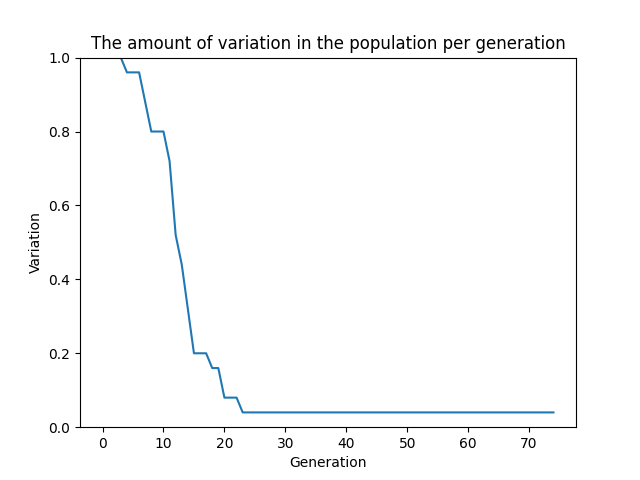 The amount of variation in the population per generation
1.0
0.8
0.6
0.4
0.2
0.0
Variation
0 10 20 30 40 50 60 70
Generation